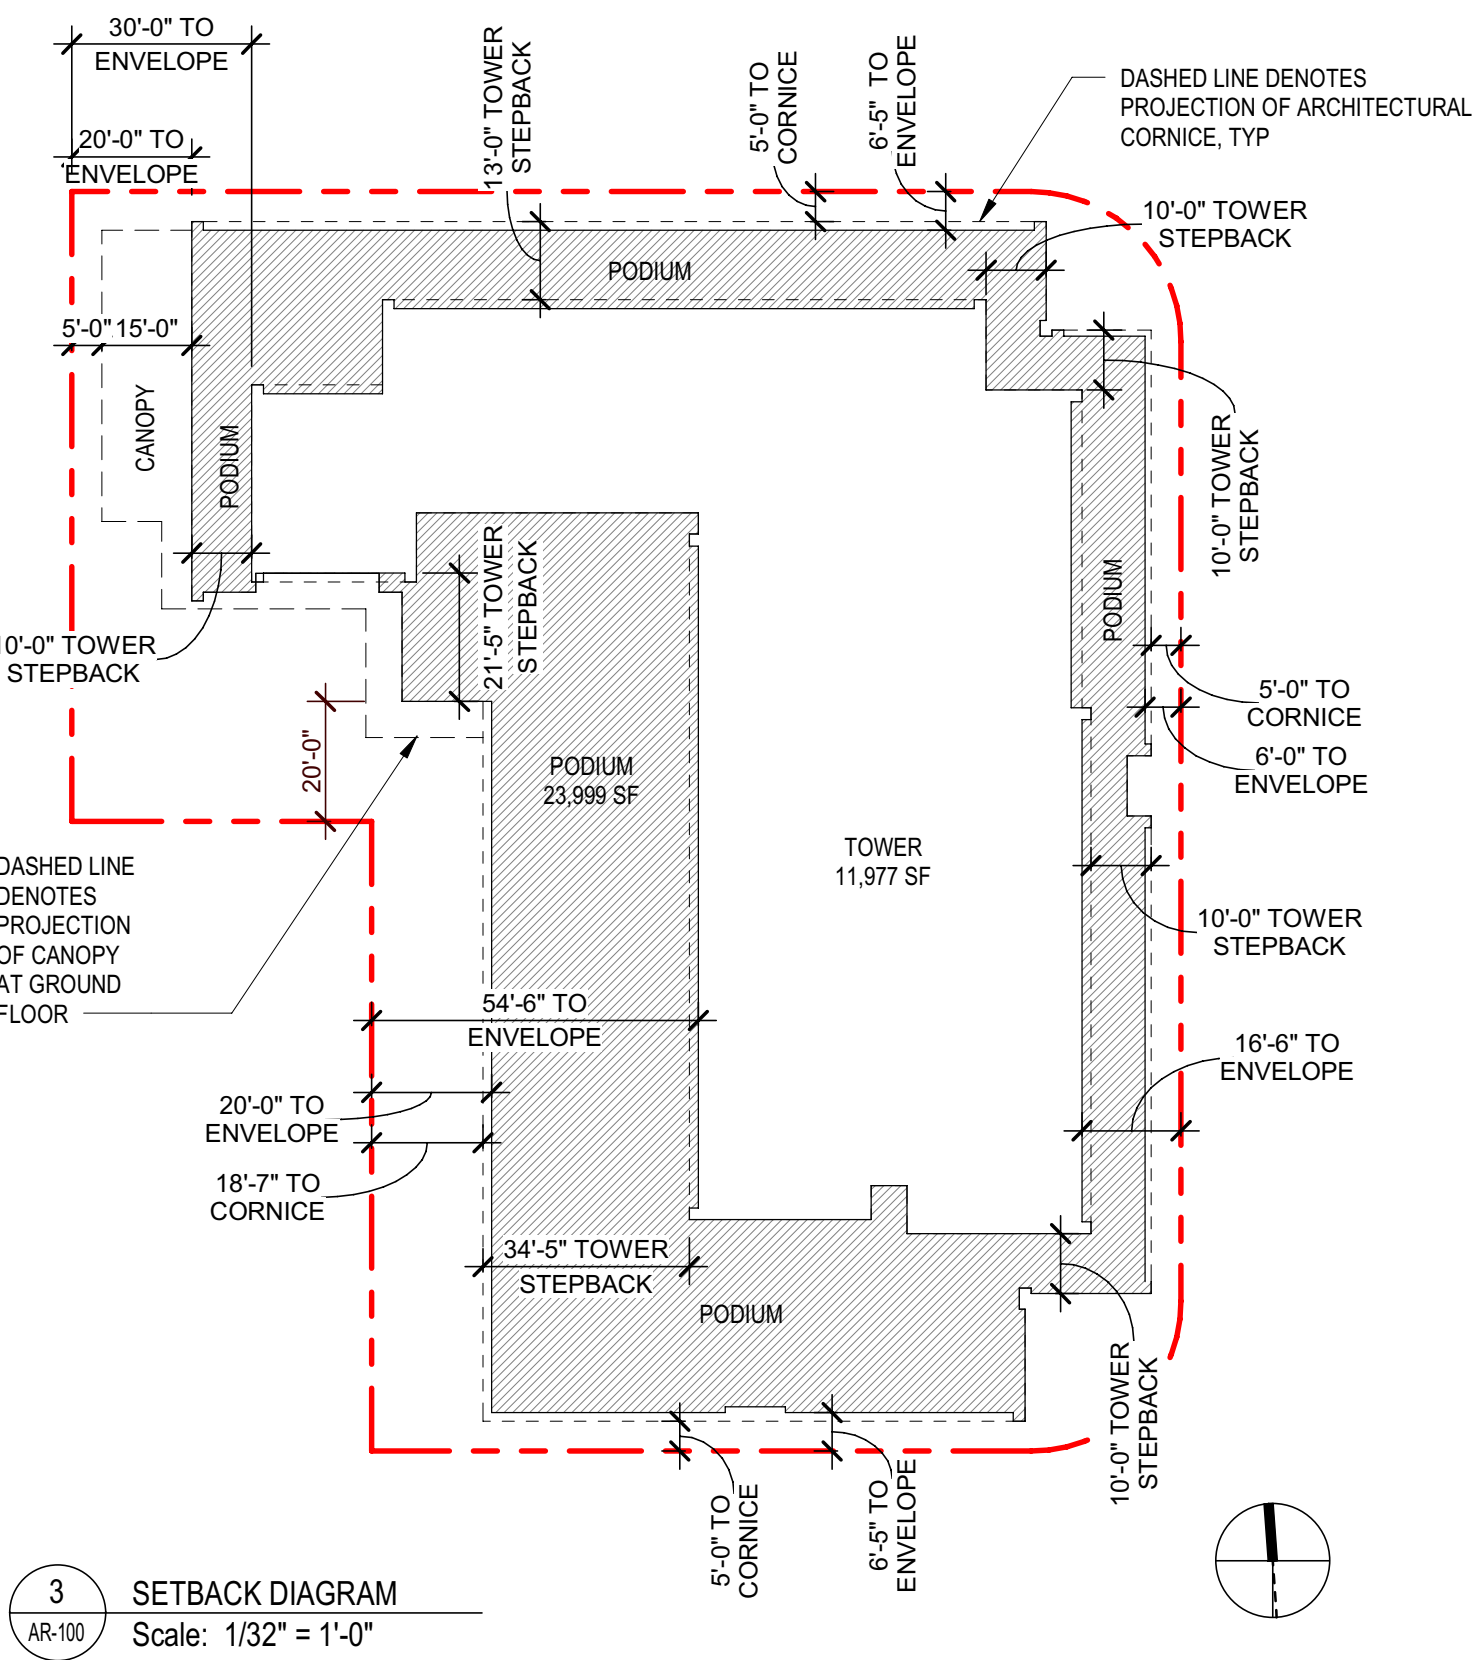 30'-0" TO
ENVELOPE
20'-0" TO
ENVELOPE
13'-0" TOWER
STEPBACK
5'-0" TO
CORNICE
6'-5" TO
ENVELOPE
DASHED LINE DENOTES
PROJECTION OF ARCHITECTURAL
CORNICE, TYP
10'-0" TOWER
STEPBACK
PODIUM
5'-0"
15'-0"
CANOPY
PODIUM
10'-0" TOWER
STEPBACK
21'-5" TOWER
STEPBACK
PODIUM
10'-0" TOWER
STEPBACK
5'-0" TO
CORNICE
6'-0" TO
ENVELOPE
20'-0"
PODIUM
23,999 SF
TOWER
11,977 SF
DASHED LINE
DENOTES
PROJECTION
OF CANOPY
AT GROUND
FLOOR
10'-0" TOWER
STEPBACK
54'-6" TO
ENVELOPE
16'-6" TO
ENVELOPE
20'-0" TO
ENVELOPE
18'-7" TO
CORNICE
34'-5" TOWER
STEPBACK
PODIUM
10'-0" TOWER
STEPBACK
5'-0" TO
CORNICE
6'-5" TO
ENVELOPE
3
AR-100
SETBACK DIAGRAM
Scale: 1/32" = 1'-0"